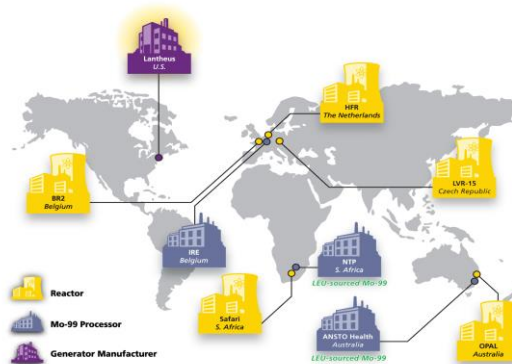 Lantheus
U.S.
HFR
The Netherlands
LVR-15
Czech Republic
BR2
Belgium
IRE
Belgium
NTP
S. Africa
LEU-sourced Mo-99
Safari
S. Africa
ANSTO Health
Australia
LEU-sourced Mo-99
OPAL
Australia
Reactor
Mo-99 Processor
Generator Manufacturer